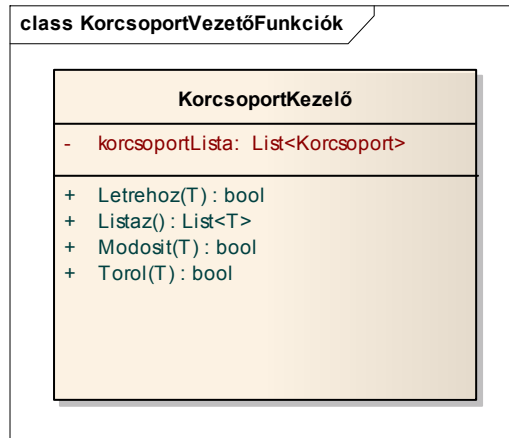 class KorcsoportVezetőFunkciók
KorcsoportKezelő
- korcsoportLista: List<Korcsoport>
+ Letrehoz(T) : bool
+ Listaz() : List<T>
+ Modosit(T) : bool
+ Torol(T) : bool